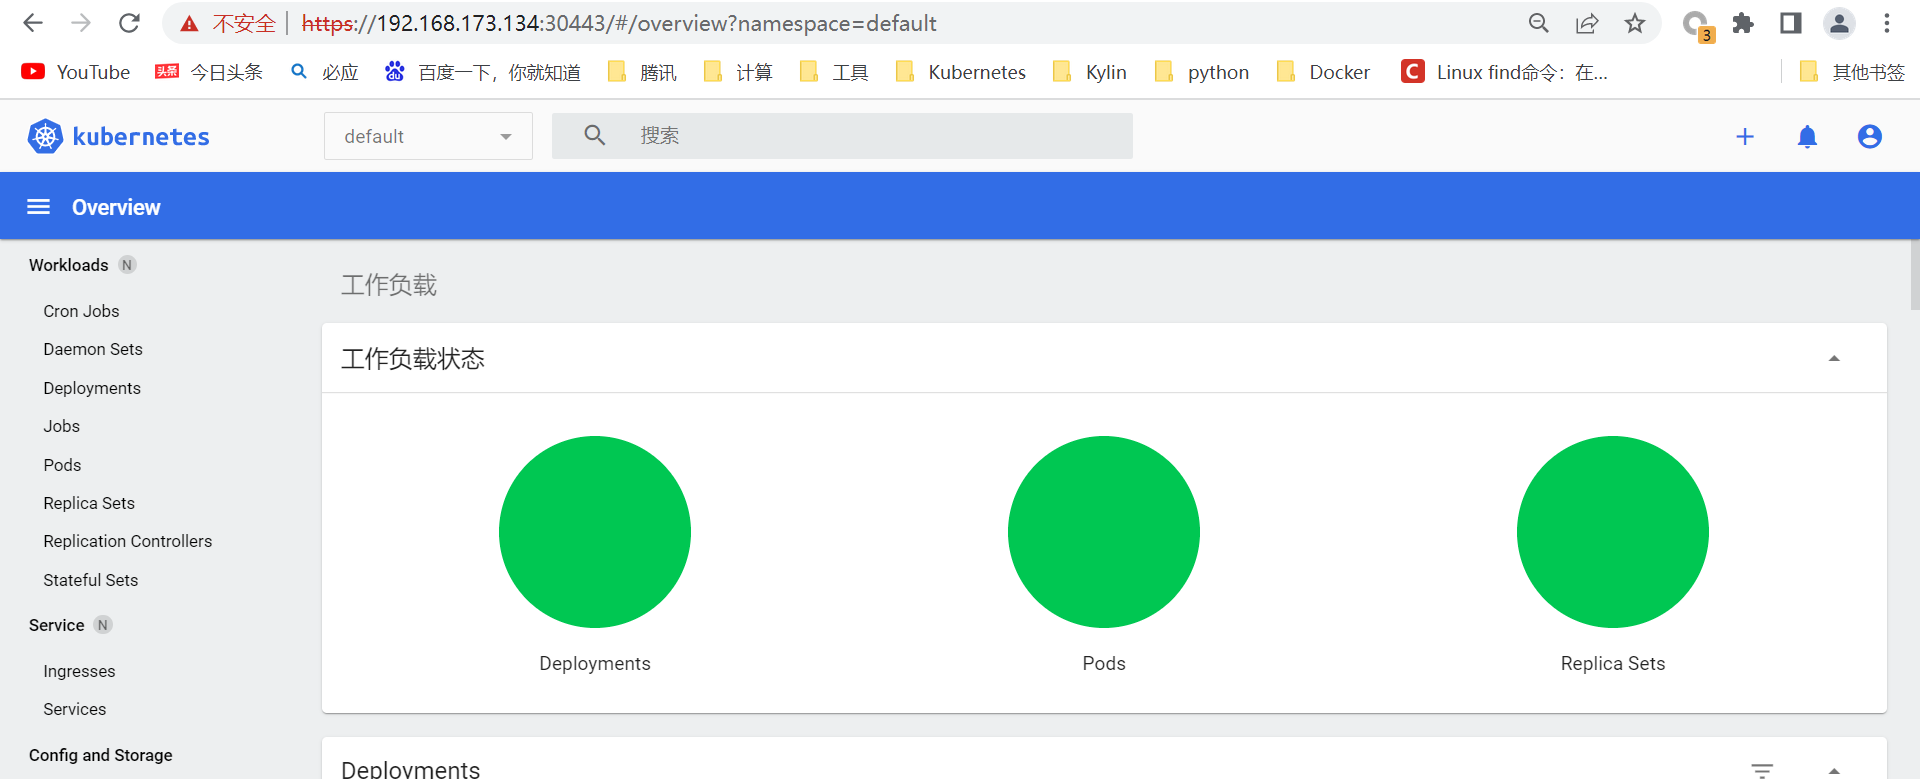 不安全 https://192.168.173.134:30443/#/overview?namespace=default 3
YouTube 头条 今日头条 必应 du 百度一下，你就知道 腾讯 计算 工具 Kubernetes Kylin python Docker C Linux find命令：在... 其他书签
kubernetes default 搜索
Overview
Workloads N
Cron Jobs
Daemon Sets
Deployments
Jobs
Pods
Replica Sets
Replication Controllers
Stateful Sets
Service N
Ingresses
Services
Config and Storage
工作负载
工作负载状态
Deployments Pods Replica Sets
Deployments